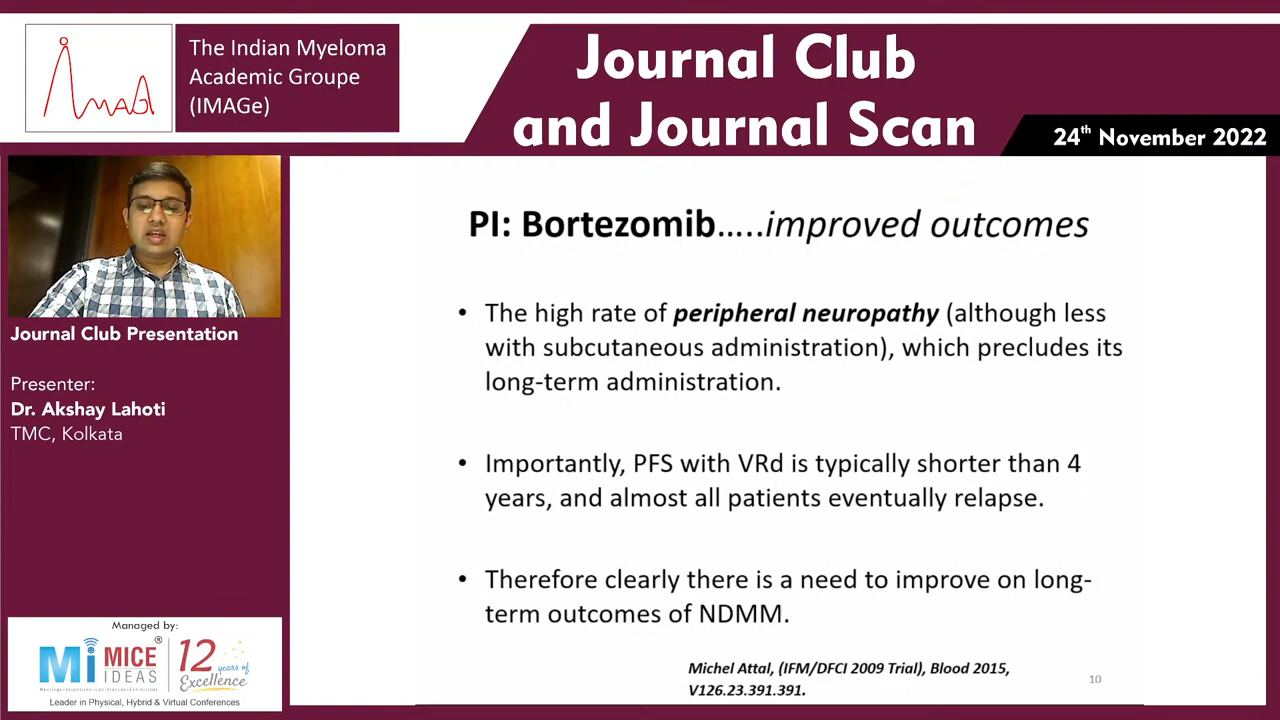 imAGe
The Indian Myeloma
Academic Groupe
(IMAGe)
Journal Club
and Journal Scan
24th November 2022
Journal Club Presentation
Presenter:
Dr. Akshay Lahoti
TMC, Kolkata
PI: Bortezomib…..improved outcomes
• The high rate of peripheral neuropathy (although less
with subcutaneous administration), which precludes its
long-term administration.
• Importantly, PFS with VRd is typically shorter than 4
years, and almost all patients eventually relapse.
• Therefore clearly there is a need to improve on long-
term outcomes of NDMM.
Michel Attal, (IFM/DFCI 2009 Trial), Blood 2015,
V126.23.391.391.
10
Managed by:
Mi MICE IDEAS ®
12 years of Excellence
Leader in Physical, Hybrid & Virtual Conferences